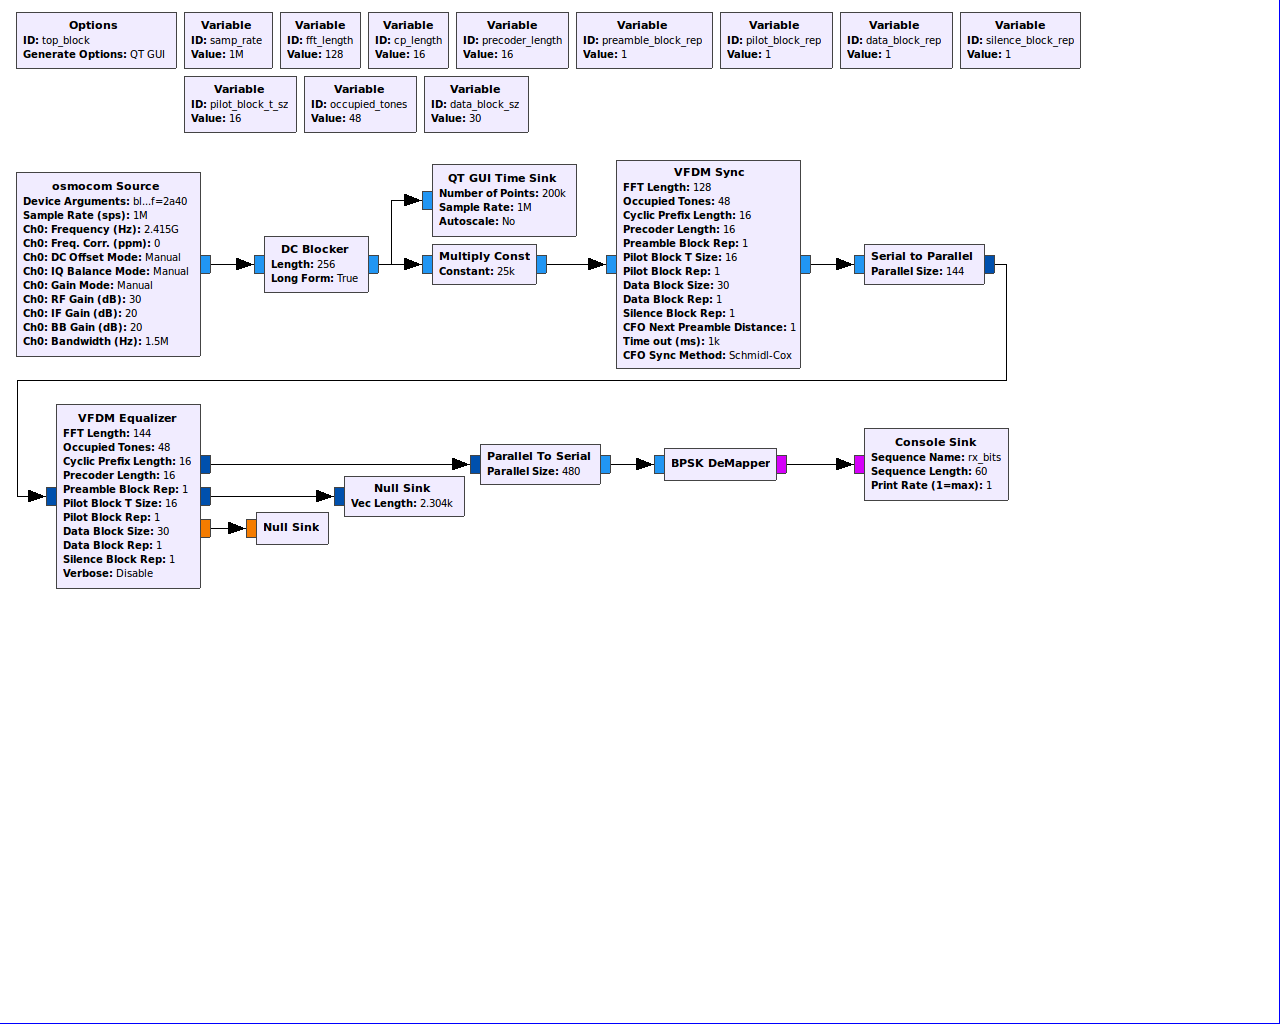 Options
ID: top_block
Generate Options: QT GUI
Variable
ID: samp_rate
Value: 1M
Variable
ID: fft_length
Value: 128
Variable
ID: cp_length
Value: 16
Variable
ID: precoder_length
Value: 16
Variable
ID: preamble_block_rep
Value: 1
Variable
ID: pilot_block_rep
Value: 1
Variable
ID: data_block_rep
Value: 1
Variable
ID: silence_block_rep
Value: 1
Variable
ID: pilot_block_t_sz
Value: 16
Variable
ID: occupied_tones
Value: 48
Variable
ID: data_block_sz
Value: 30
osmocom Source
Device Arguments: bl...f=2a40
Sample Rate (sps): 1M
Ch0: Frequency (Hz): 2.415G
Ch0: Freq. Corr. (ppm): 0
Ch0: DC Offset Mode: Manual
Ch0: IQ Balance Mode: Manual
Ch0: Gain Mode: Manual
Ch0: RF Gain (dB): 30
Ch0: IF Gain (dB): 20
Ch0: BB Gain (dB): 20
Ch0: Bandwidth (Hz): 1.5M
DC Blocker
Length: 256
Long Form: True
QT GUI Time Sink
Number of Points: 200k
Sample Rate: 1M
Autoscale: No
Multiply Const
Constant: 25k
VFDM Sync
FFT Length: 128
Occupied Tones: 48
Cyclic Prefix Length: 16
Precoder Length: 16
Preamble Block Rep: 1
Pilot Block T Size: 16
Pilot Block Rep: 1
Data Block Size: 30
Data Block Rep: 1
Silence Block Rep: 1
CFO Next Preamble Distance: 1
Time out (ms): 1k
CFO Sync Method: Schmidl-Cox
Serial to Parallel
Parallel Size: 144
VFDM Equalizer
FFT Length: 144
Occupied Tones: 48
Cyclic Prefix Length: 16
Precoder Length: 16
Preamble Block Rep: 1
Pilot Block T Size: 16
Pilot Block Rep: 1
Data Block Size: 30
Data Block Rep: 1
Silence Block Rep: 1
Verbose: Disable
Parallel To Serial
Parallel Size: 480
Null Sink
Vec Length: 2.304k
Null Sink
BPSK DeMapper
Console Sink
Sequence Name: rx_bits
Sequence Length: 60
Print Rate (1=max): 1